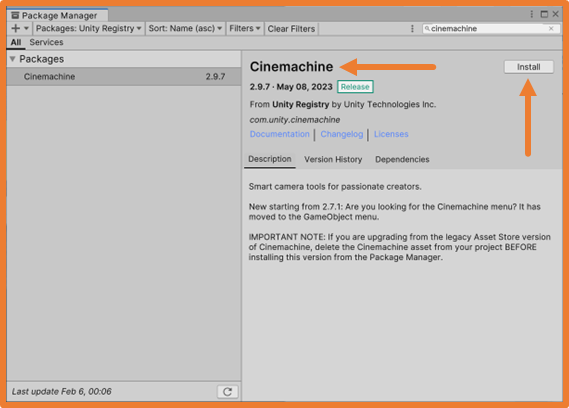 Package Manager
+ Packages: Unity Registry Sort: Name (asc) Filters Clear Filters cinemachine
All Services
Packages
Cinemachine 2.9.7
Last update Feb 6, 00:06
Cinemachine
Install
2.9.7 · May 08, 2023 Release
From Unity Registry by Unity Technologies Inc.
com.unity.cinemachine
Documentation Changelog Licenses
Description Version History Dependencies
Smart camera tools for passionate creators.
New starting from 2.7.1: Are you looking for the Cinemachine menu? It has
moved to the GameObject menu.
IMPORTANT NOTE: If you are upgrading from the legacy Asset Store version
of Cinemachine, delete the Cinemachine asset from your project BEFORE
installing this version from the Package Manager.